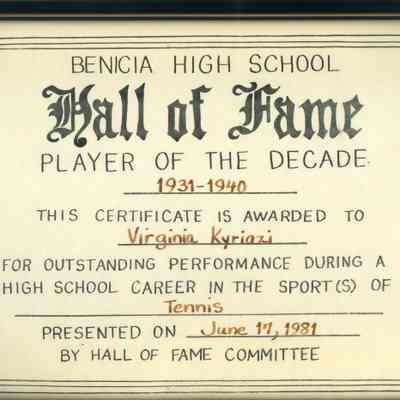 BENICIA HIGH SCHOOL
Hall of Fame
PLAYER OF THE DECADE
1931-1940
THIS CERTIFICATE IS AWARDED TO
Virginia Kyriazi
FOR OUTSTANDING PERFORMANCE DURING A
HIGH SCHOOL CAREER IN THE SPORT(S) OF
Tennis
PRESENTED ON June 17, 1981
BY HALL OF FAME COMMITTEE